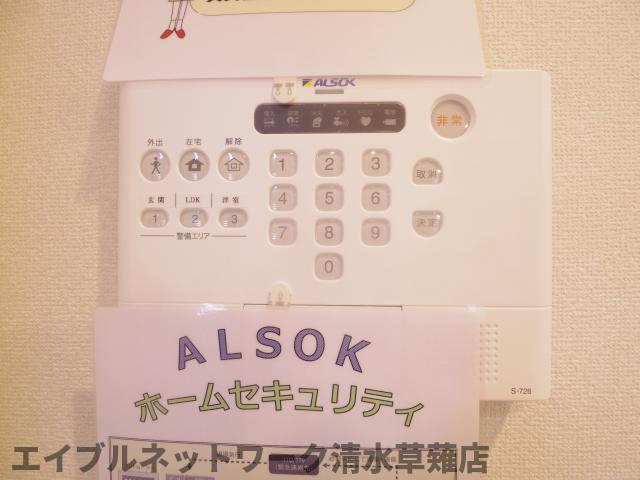 ALSOK
非常
外出 在宅 解除
1 2 3
取消
玄関 LDK 洋室
4 5 6
1 2 3
決定
7 8 9
警備エリア
0
S-726
ALSOK
ホームセキュリティ
エイブルネットワーク清水草薙店